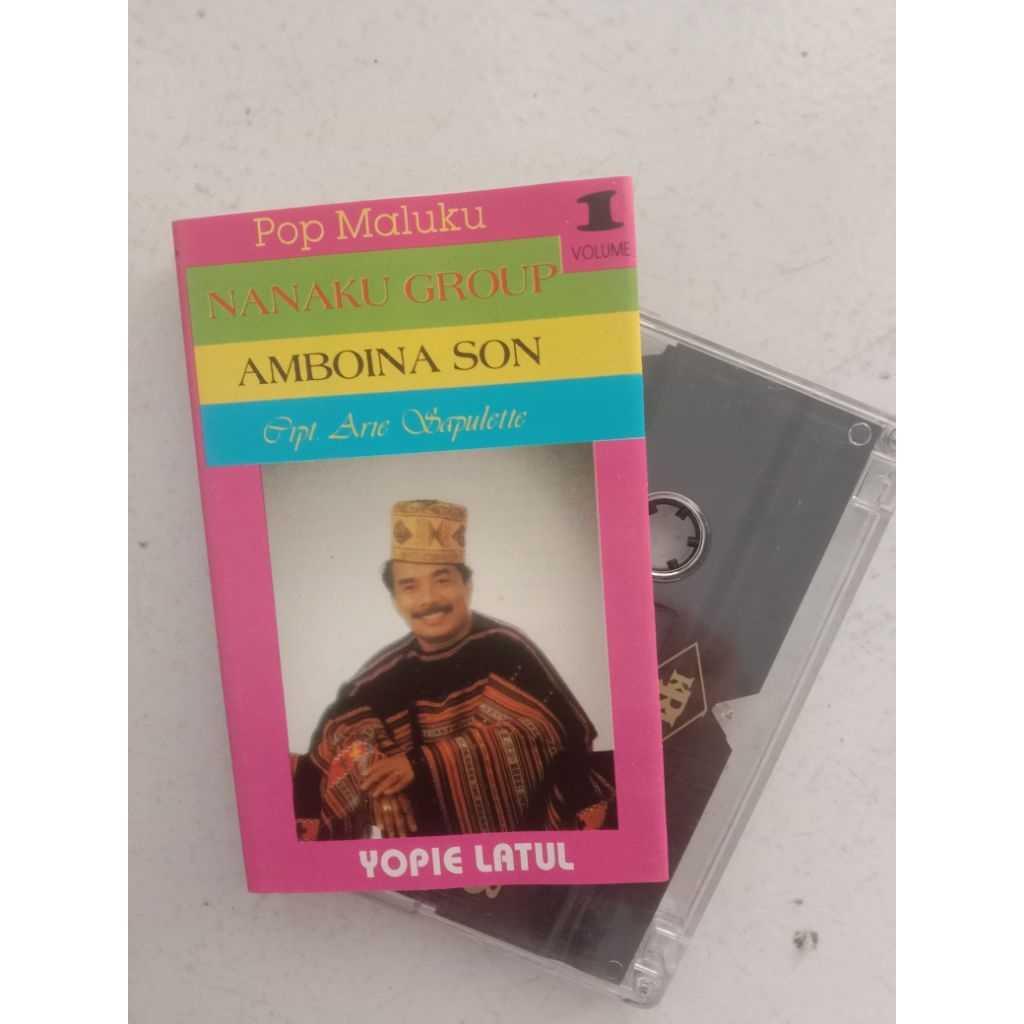 Pop Maluku
1
VOLUME
NANAKU GROUP
AMBOINA SON
Cipt. Arie Sapulette
YOPIE LATUL